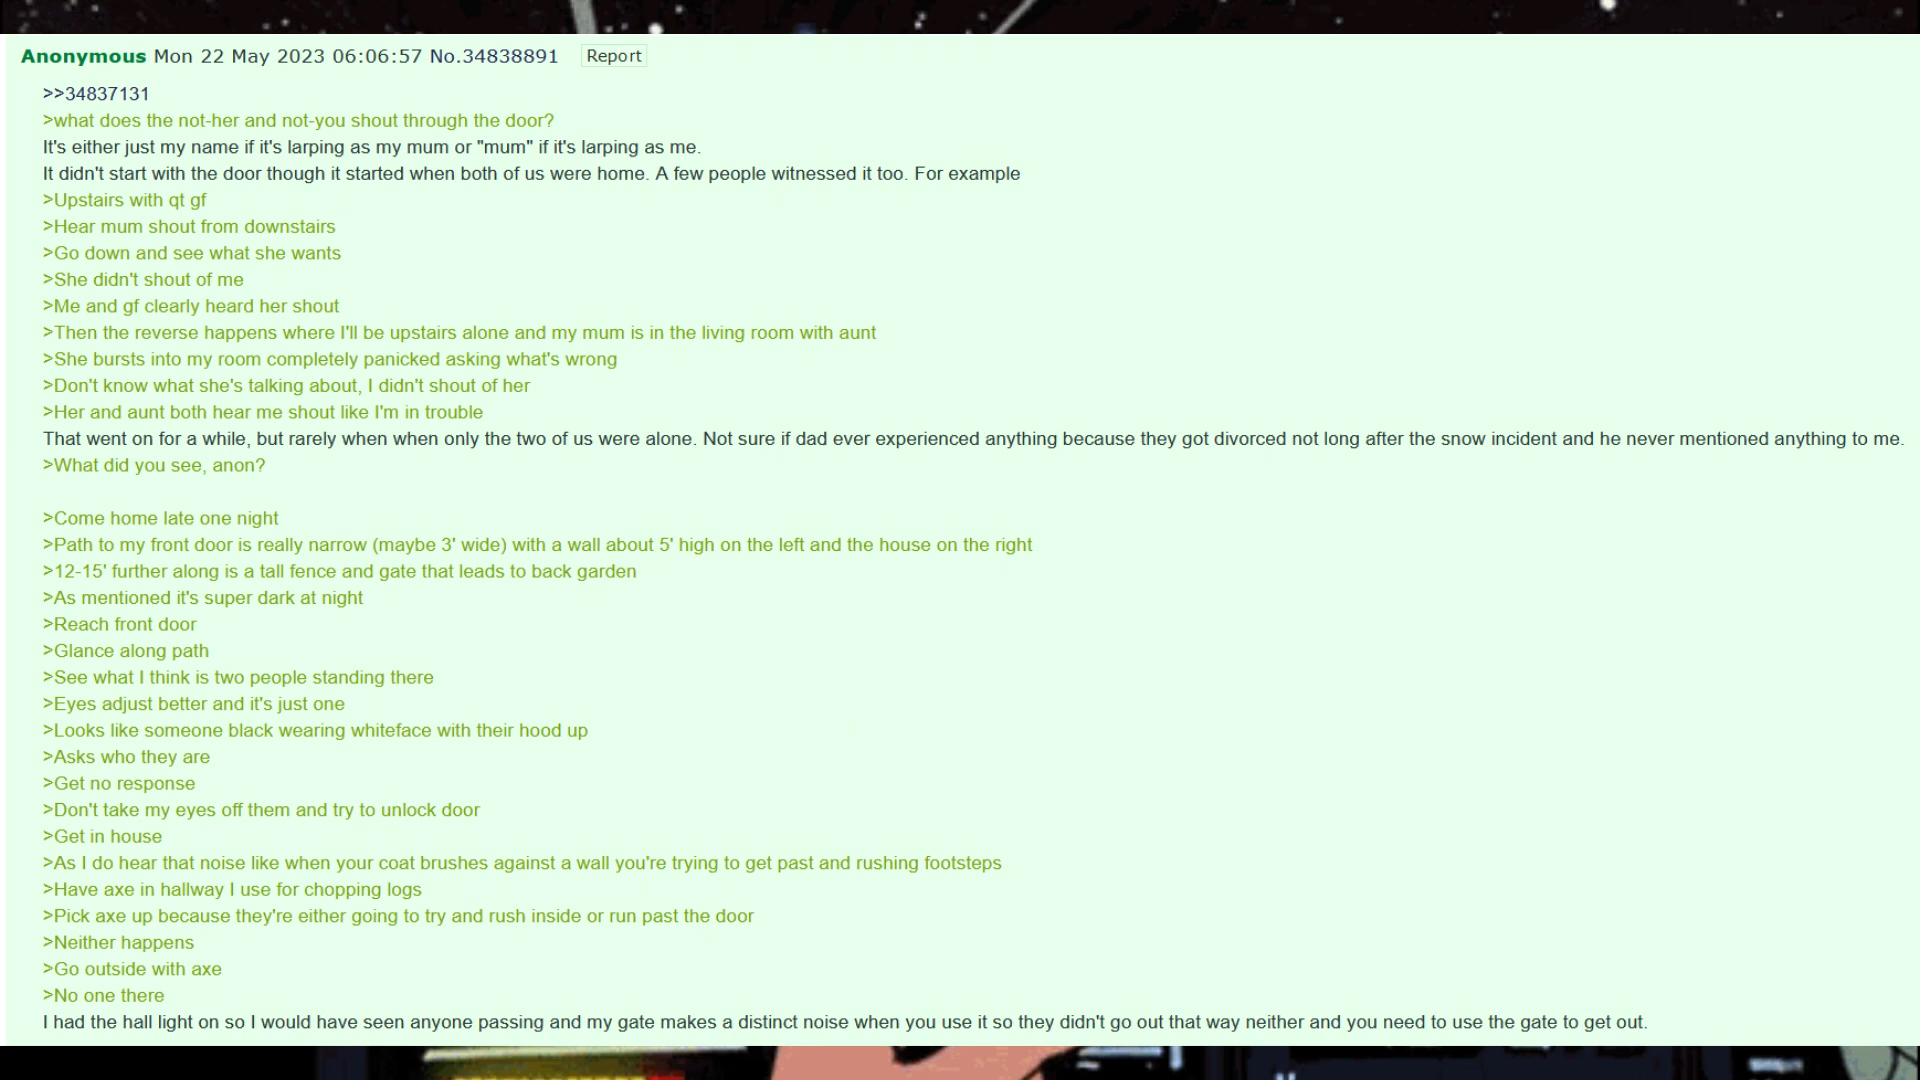 Anonymous Mon 22 May 2023 06:06:57 No.34838891 Report
>>34837131
>what does the not-her and not-you shout through the door?
It's either just my name if it's larping as my mum or "mum" if it's larping as me.
It didn't start with the door though it started when both of us were home. A few people witnessed it too. For example
>Upstairs with qt gf
>Hear mum shout from downstairs
>Go down and see what she wants
>She didn't shout of me
>Me and gf clearly heard her shout
>Then the reverse happens where I'll be upstairs alone and my mum is in the living room with aunt
>She bursts into my room completely panicked asking what's wrong
>Don't know what she's talking about, I didn't shout of her
>Her and aunt both hear me shout like I'm in trouble
That went on for a while, but rarely when when only the two of us were alone. Not sure if dad ever experienced anything because they got divorced not long after the snow incident and he never mentioned anything to me.
>What did you see, anon?
>Come home late one night
>Path to my front door is really narrow (maybe 3' wide) with a wall about 5' high on the left and the house on the right
>12-15' further along is a tall fence and gate that leads to back garden
>As mentioned it's super dark at night
>Reach front door
>Glance along path
>See what I think is two people standing there
>Eyes adjust better and it's just one
>Looks like someone black wearing whiteface with their hood up
>Asks who they are
>Get no response
>Don't take my eyes off them and try to unlock door
>Get in house
>As I do hear that noise like when your coat brushes against a wall you're trying to get past and rushing footsteps
>Have axe in hallway I use for chopping logs
>Pick axe up because they're either going to try and rush inside or run past the door
>Neither happens
>Go outside with axe
>No one there
I had the hall light on so I would have seen anyone passing and my gate makes a distinct noise when you use it so they didn't go out that way neither and you need to use the gate to get out.